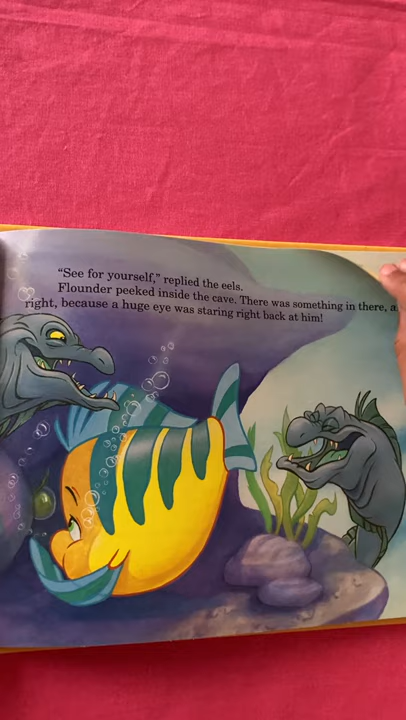 "See for yourself," replied the eels.
Flounder peeked inside the cave. There was something in there, a
right, because a huge eye was staring right back at him!